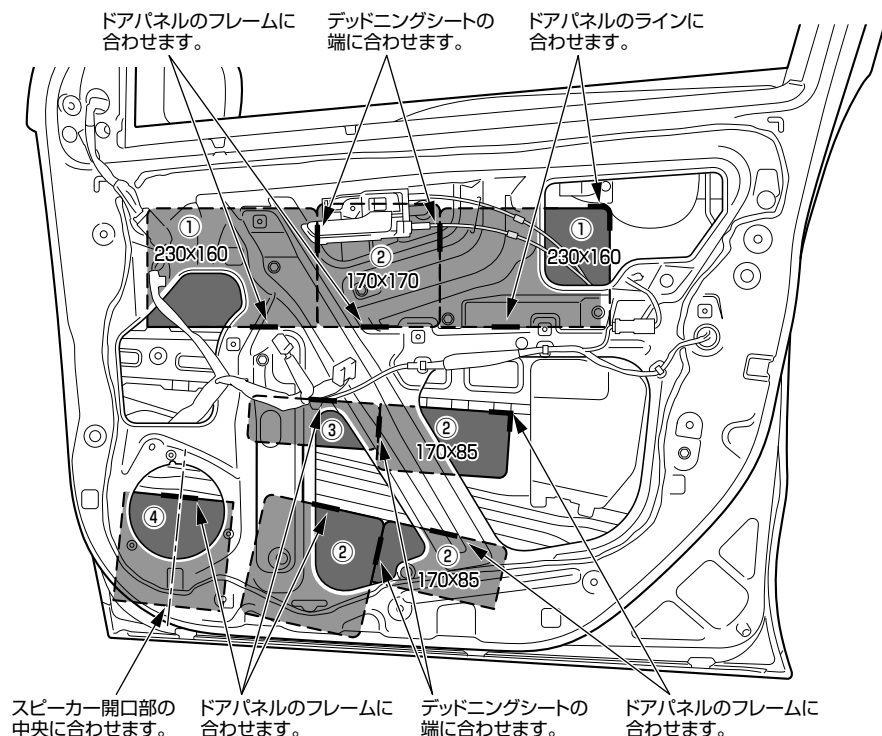 ドアパネルのフレームに
合わせます。
デッドニングシートの
端に合わせます。
ドアパネルのラインに
合わせます。
①
230×160
②
170×170
①
230×160
③
②
170×85
④
②
②
170×85
スピーカー開口部の
中央に合わせます。
ドアパネルのフレームに
合わせます。
デッドニングシートの
端に合わせます。
ドアパネルのフレームに
合わせます。